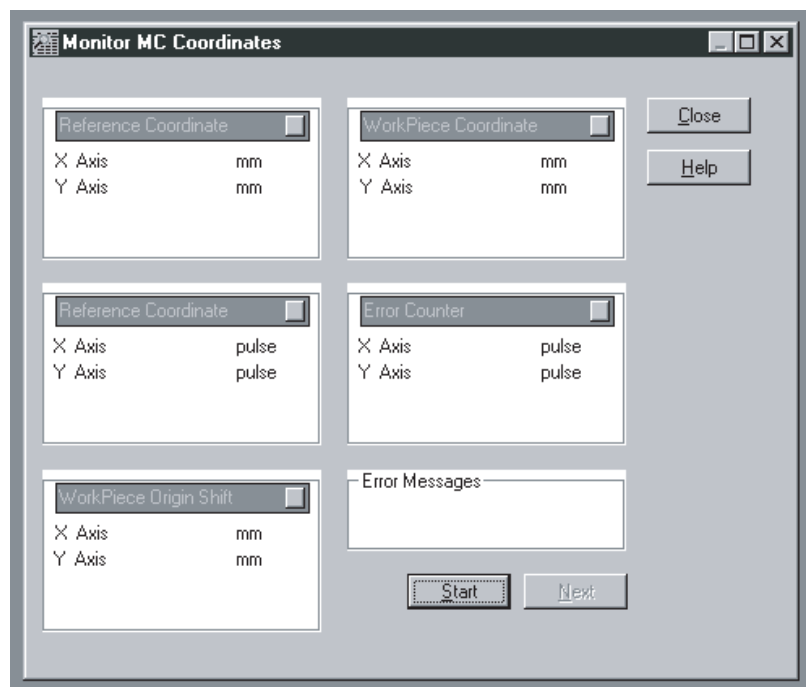 Monitor MC Coordinates
Reference Coordinate
X Axis mm
Y Axis mm
WorkPiece Coordinate
X Axis mm
Y Axis mm
Close
Help
Reference Coordinate
X Axis pulse
Y Axis pulse
Error Counter
X Axis pulse
Y Axis pulse
WorkPiece Origin Shift
X Axis mm
Y Axis mm
Error Messages
Start
Next